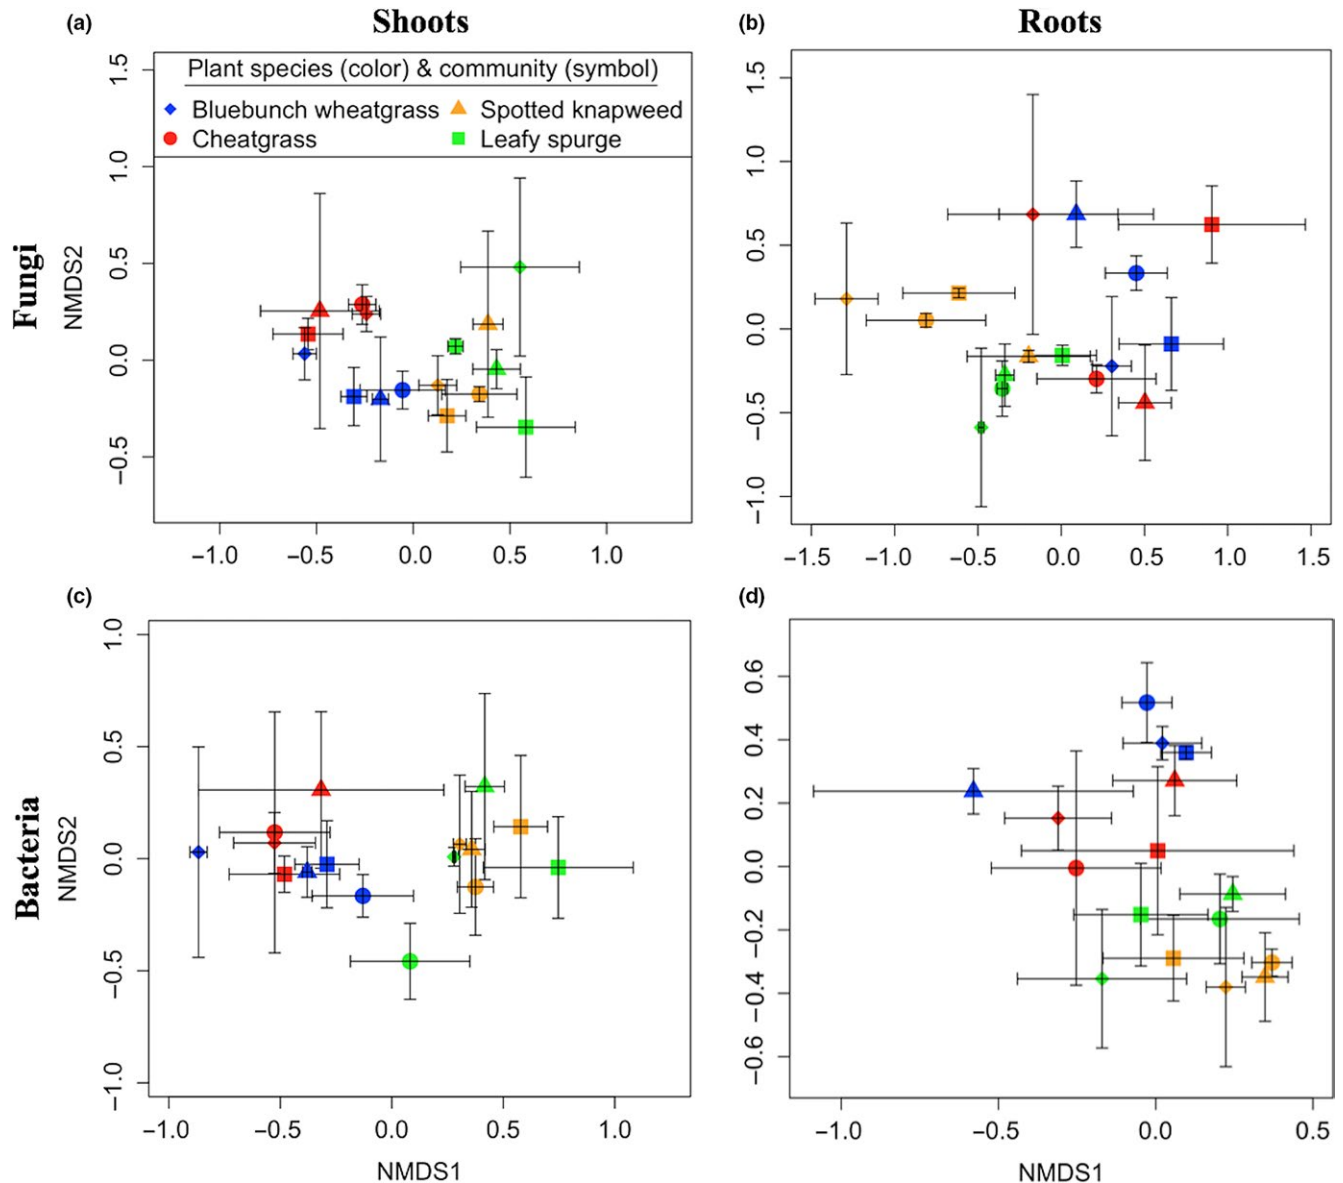 (a) Shoots (b) Roots
Plant species (color) & community (symbol)
Bluebunch wheatgrass Spotted knapweed
Cheatgrass Leafy spurge
Fungi
NMDS2
1.5
1.0
0.5
0.0
−0.5
−1.0 −0.5 0.0 0.5 1.0
1.5
1.0
0.5
0.0
−0.5
−1.0
−1.5 −1.0 −0.5 0.0 0.5 1.0 1.5
(c) (d)
Bacteria
NMDS2
1.0
0.5
0.0
−0.5
−1.0
−1.0 −0.5 0.0 0.5 1.0
NMDS1
0.6
0.4
0.2
0.0
−0.2
−0.4
−0.6
−1.0 −0.5 0.0 0.5
NMDS1